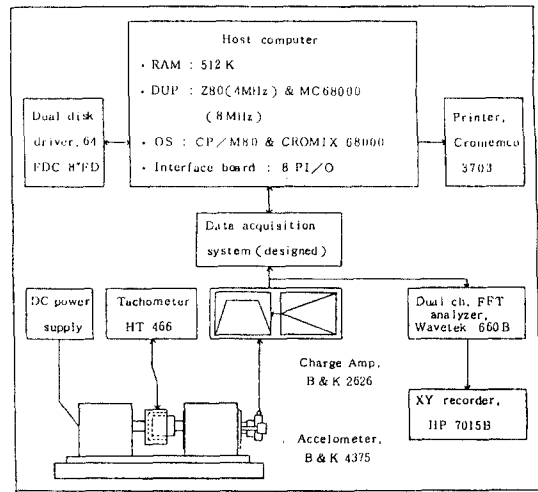 Host computer
· RAM : 512 K
· DUP : Z80(4MHz) & MC68000
(8MHz)
· OS : CP/M80 & CROMIX 68000
· Interface board : 8 PI/O
Dual disk
driver, 64
FDC 8"FD
Printer,
Cromemco
3703
Data acquisition
system (designed)
DC power
supply
Tachometer
HT 466
Dual ch. FFT
analyzer,
Wavetek 660B
Charge Amp,
B & K 2626
XY recorder,
HP 7015B
Accelometer,
B & K 4375